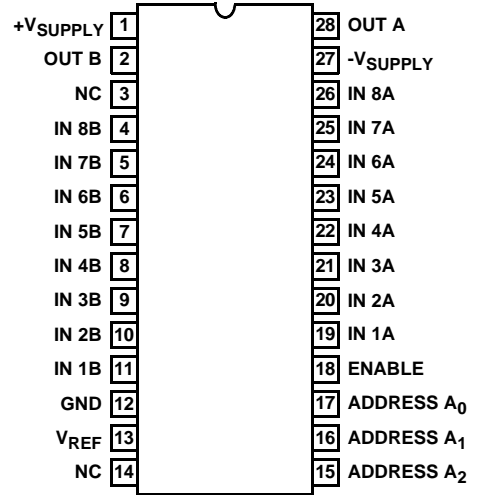 +VSUPPLY 1 28 OUT A
OUT B 2 27 -VSUPPLY
NC 3 26 IN 8A
IN 8B 4 25 IN 7A
IN 7B 5 24 IN 6A
IN 6B 6 23 IN 5A
IN 5B 7 22 IN 4A
IN 4B 8 21 IN 3A
IN 3B 9 20 IN 2A
IN 2B 10 19 IN 1A
IN 1B 11 18 ENABLE
GND 12 17 ADDRESS A0
VREF 13 16 ADDRESS A1
NC 14 15 ADDRESS A2